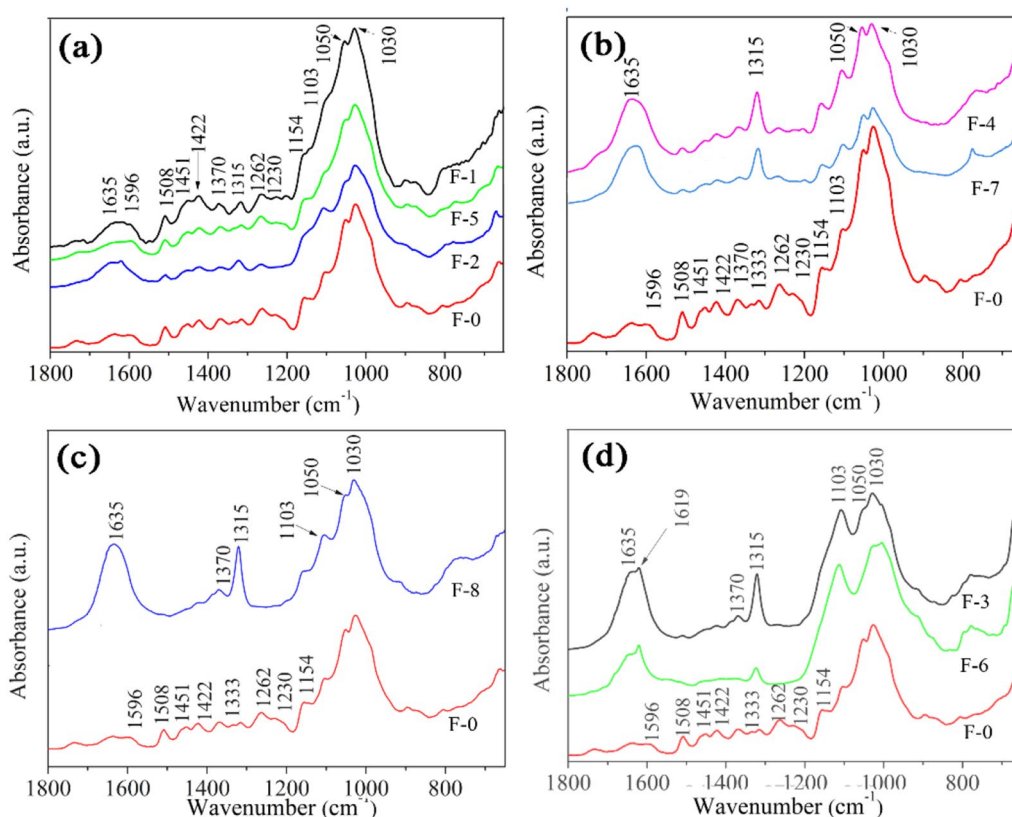 (a)
1050
1030
1103
1154
1635
1596
1508
1451
1422
1370
1315
1262
1230
F-1
F-5
F-2
F-0
Absorbance (a.u.)
1800 1600 1400 1200 1000 800
Wavenumber (cm⁻¹)
(b)
1635
1315
1050
1030
F-4
F-7
1103
1154
1596
1508
1451
1422
1370
1333
1262
1230
F-0
Absorbance (a.u.)
1800 1600 1400 1200 1000 800
Wavenumber (cm⁻¹)
(c)
1635
1370
1315
1103
1050
1030
F-8
1596
1508
1451
1422
1333
1262
1230
1154
F-0
Absorbance (a.u.)
1800 1600 1400 1200 1000 800
Wavenumber (cm⁻¹)
(d)
1635
1619
1370
1315
1103
1050
1030
F-3
F-6
1596
1508
1451
1422
1333
1262
1230
1154
F-0
Absorbance (a.u.)
1800 1600 1400 1200 1000 800
Wavenumber (cm⁻¹)